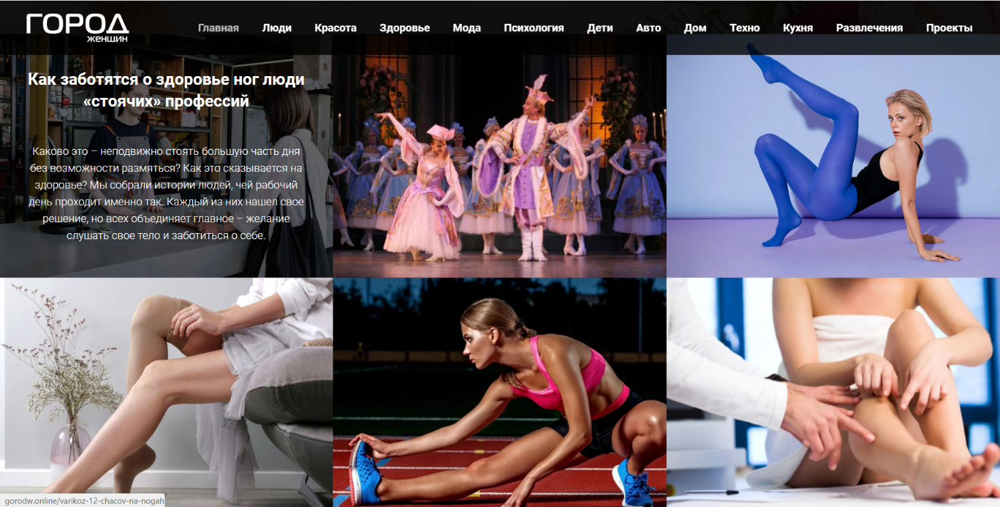 ГОРОД
женщин
Главная Люди Красота Здоровье Мода Психология Дети Авто Дом Техно Кухня Развлечения Проекты
Как заботятся о здоровье ног люди
«стоячих» профессий
Каково это – неподвижно стоять большую часть дня
без возможности размяться? Как это сказывается на
здоровье? Мы собрали истории людей, чей рабочий
день проходит именно так. Каждый из них нашел свое
решение, но всех объединяет главное – желание
слушать свое тело и заботиться о себе.
gorodw.online/varikoz-12-chacov-na-nogah